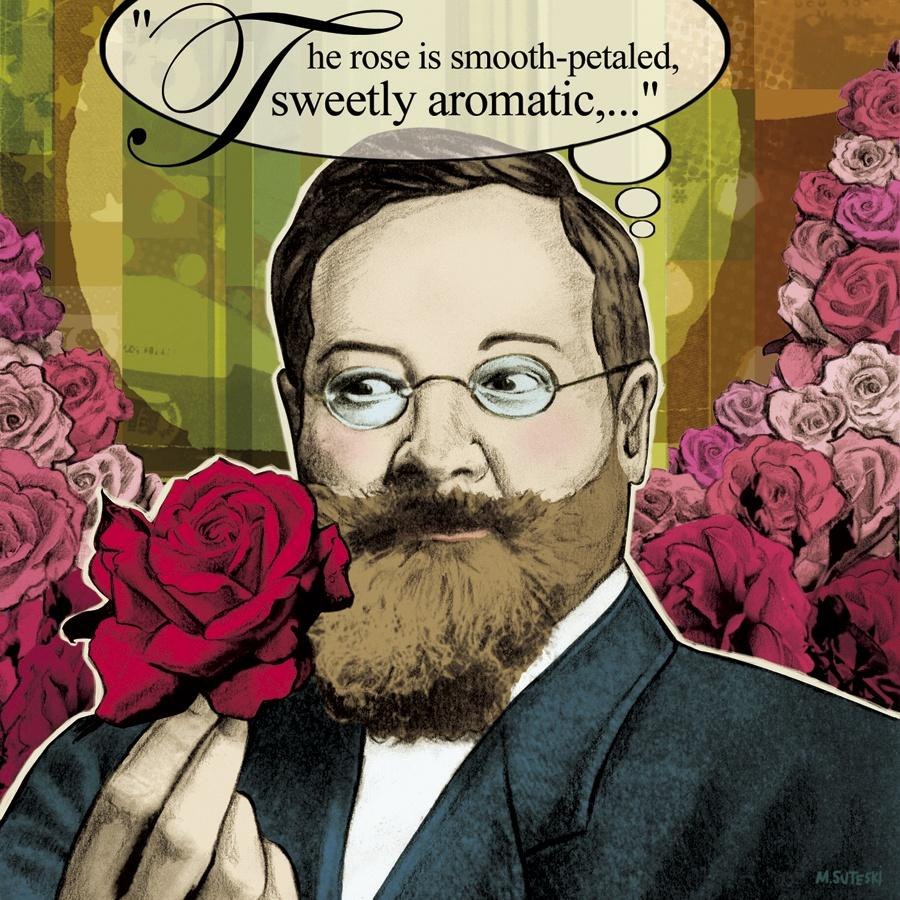 "The rose is smooth-petaled,
sweetly aromatic,..."
M.SUTESKI